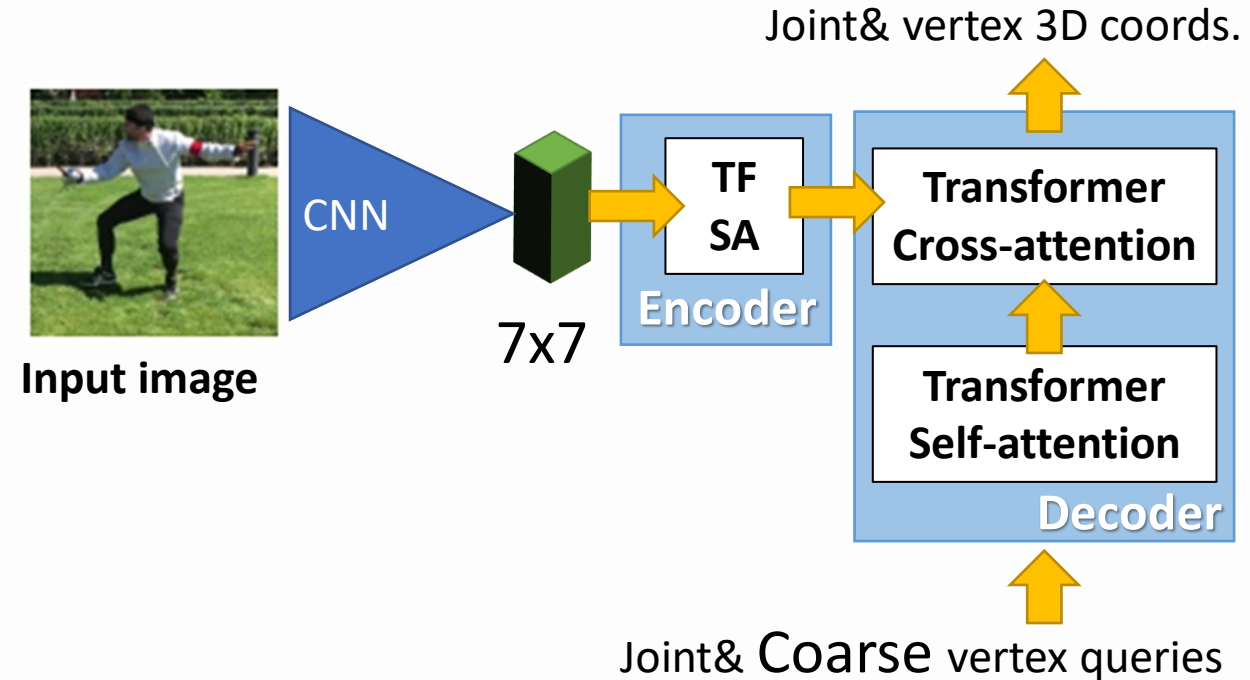 Joint& vertex 3D coords.
CNN
TF
SA
Encoder
7x7
Input image
Transformer
Cross-attention
Transformer
Self-attention
Decoder
Joint& Coarse vertex queries